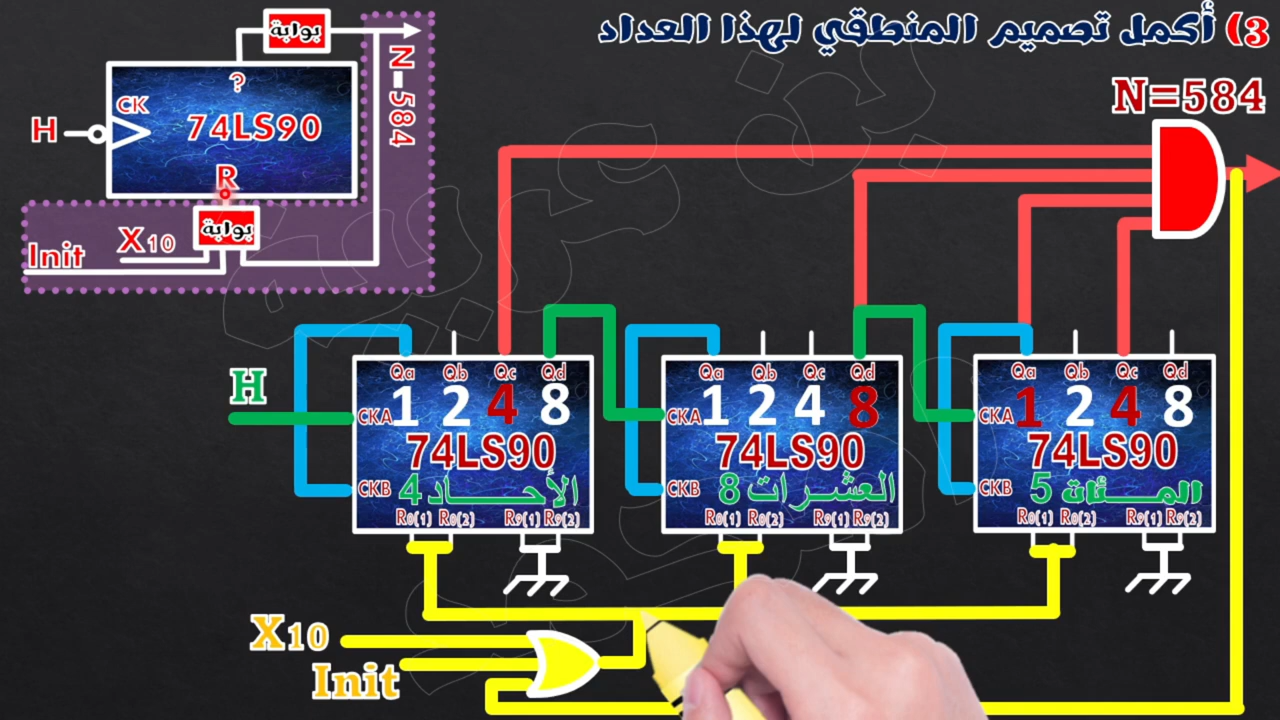 3) أكمل تصميم المنطقي لهذا العداد
بوابة
N=584
?
CK
H
74LS90
R
بوابة
X10
Init
N=584
H
Qa Qb Qc Qd
CKA 1 2 4 8
74LS90
CKB الأحـــاد 4
R0(1) R0(2) R9(1) R9(2)
Qa Qb Qc Qd
CKA 1 2 4 8
74LS90
CKB العشرات 8
R0(1) R0(2) R9(1) R9(2)
Qa Qb Qc Qd
CKA 1 2 4 8
74LS90
CKB المـــئات 5
R0(1) R0(2) R9(1) R9(2)
X10
Init